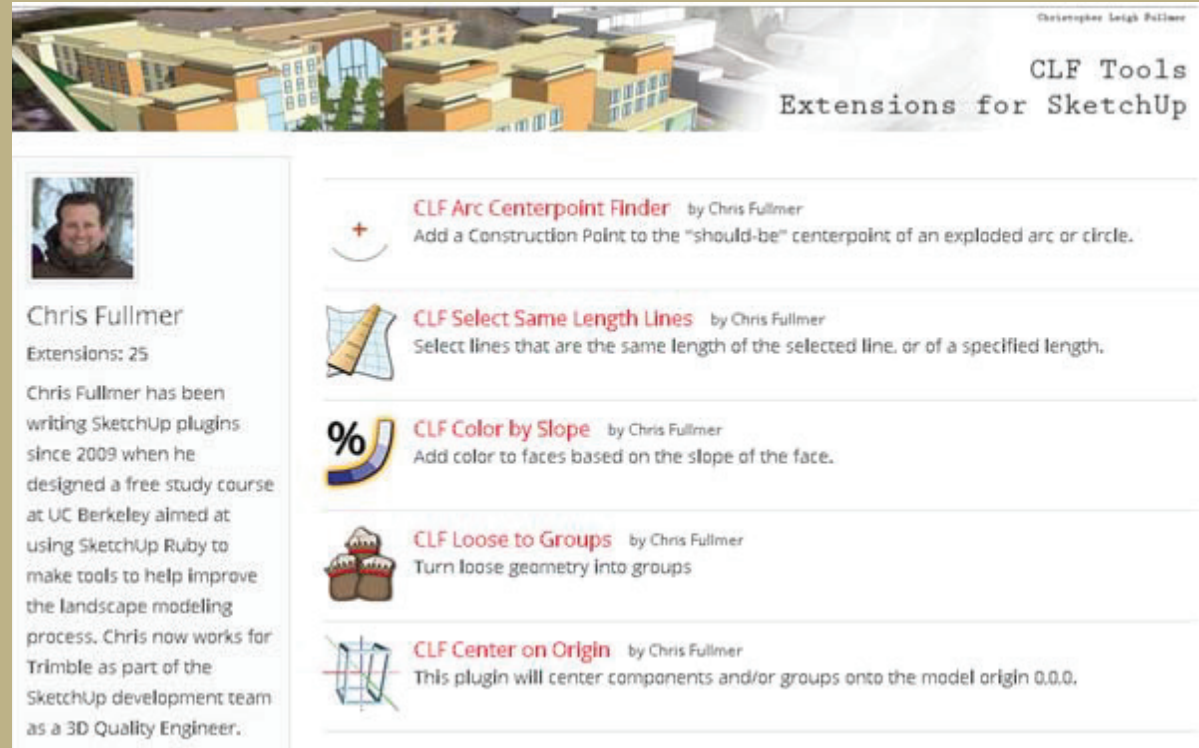 Christopher Leigh Fullmer
CLF Tools
Extensions for SketchUp
Chris Fullmer
Extensions: 25
Chris Fullmer has been
writing SketchUp plugins
since 2009 when he
designed a free study course
at UC Berkeley aimed at
using SketchUp Ruby to
make tools to help improve
the landscape modeling
process. Chris now works for
Trimble as part of the
SketchUp development team
as a 3D Quality Engineer.
CLF Arc Centerpoint Finder by Chris Fullmer
Add a Construction Point to the "should-be" centerpoint of an exploded arc or circle.
CLF Select Same Length Lines by Chris Fullmer
Select lines that are the same length of the selected line, or of a specified length.
%
CLF Color by Slope by Chris Fullmer
Add color to faces based on the slope of the face.
CLF Loose to Groups by Chris Fullmer
Turn loose geometry into groups
CLF Center on Origin by Chris Fullmer
This plugin will center components and/or groups onto the model origin 0,0,0.